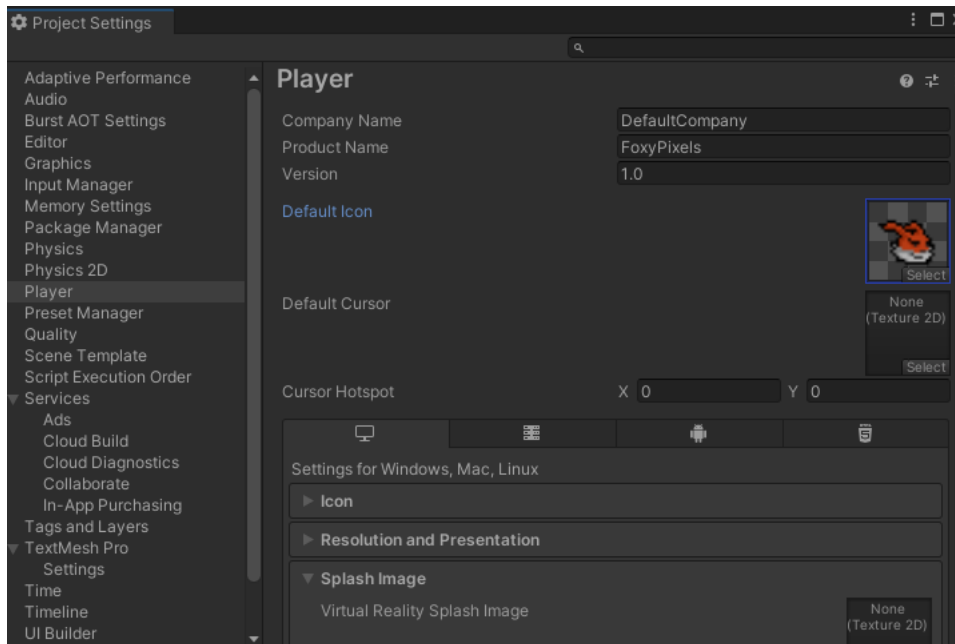 Project Settings
Adaptive Performance
Audio
Burst AOT Settings
Editor
Graphics
Input Manager
Memory Settings
Package Manager
Physics
Physics 2D
Player
Preset Manager
Quality
Scene Template
Script Execution Order
Services
Ads
Cloud Build
Cloud Diagnostics
Collaborate
In-App Purchasing
Tags and Layers
TextMesh Pro
Settings
Time
Timeline
UI Builder
Player
Company Name DefaultCompany
Product Name FoxyPixels
Version 1.0
Default Icon
Select
Default Cursor
None
(Texture 2D)
Select
Cursor Hotspot X 0 Y 0
Settings for Windows, Mac, Linux
Icon
Resolution and Presentation
Splash Image
Virtual Reality Splash Image
None
(Texture 2D)